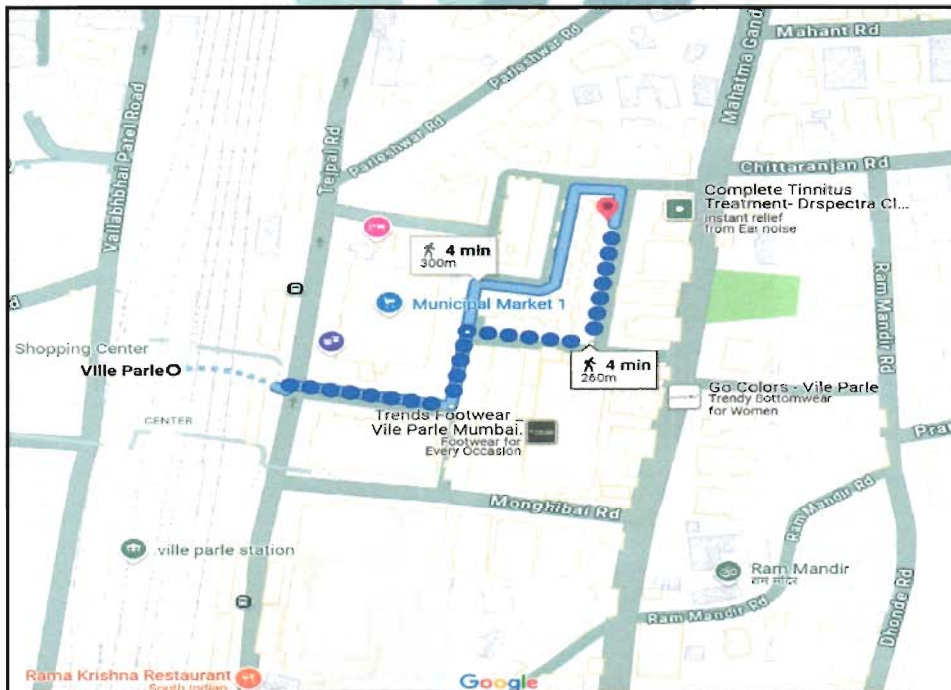 Mahant Rd
Mahatma Gand
Parleshwar Rd
Vallabhbhai Patel Road
Tejpal Rd
Parleshwar Rd
Chittaranjan Rd
Complete Tinnitus
Treatment- Drspectra Cl...
instant relief
from Ear noise
4 min
300m
Municipal Market 1
Ram Mandir Rd
Shopping Center
Ville Parle
4 min
260m
Go Colors - Vile Parle
Trendy Bottomwear
for Women
CENTER
Trends Footwear _
Vile Parle Mumbai.
Footwear for
Every Occasion
Pra
Monghibai Rd
Ram Mandir Rd
ville parle station
Ram Mandir
राम मंदिर
Ram Mandir Rd
Dhonde Rd
Rama Krishna Restaurant
South Indian
Google